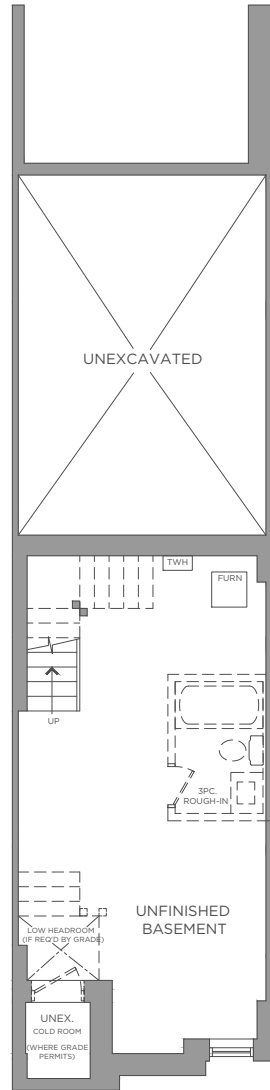 UNEXCAVATED
TWH
FURN
UP
3PC.
ROUGH-IN
LOW HEADROOM
(IF REQ'D BY GRADE)
UNFINISHED
BASEMENT
UNEX.
COLD ROOM
(WHERE GRADE
PERMITS)